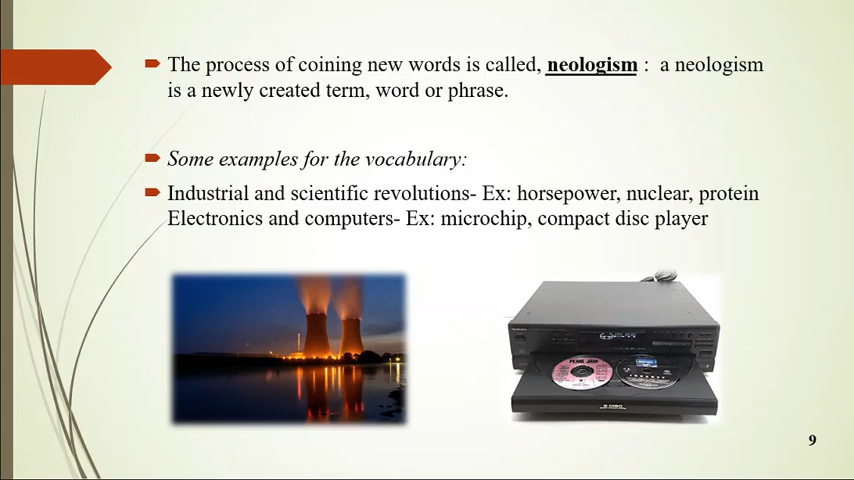 The process of coining new words is called, neologism : a neologism
is a newly created term, word or phrase.
Some examples for the vocabulary:
Industrial and scientific revolutions- Ex: horsepower, nuclear, protein
Electronics and computers- Ex: microchip, compact disc player
PEARL JAM
9